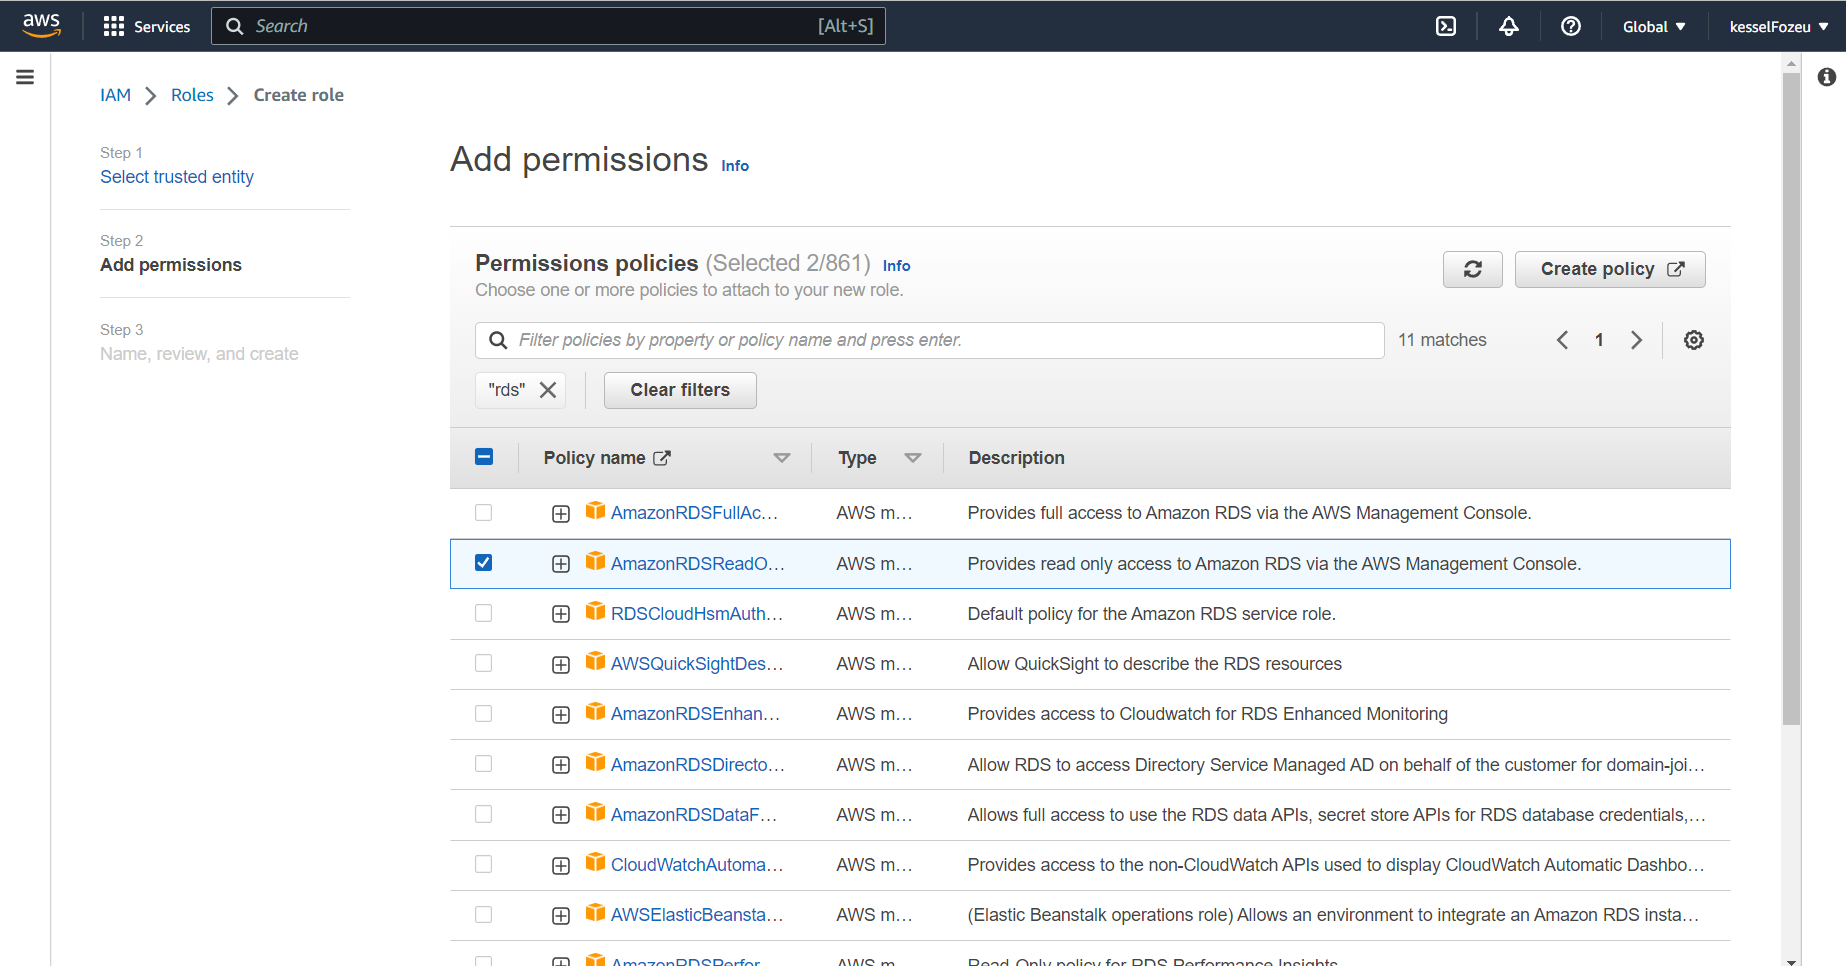 aws
Services
Search
[Alt+S]
Global
kesselFozeu
IAM
Roles
Create role
Step 1
Select trusted entity
Step 2
Add permissions
Step 3
Name, review, and create
Add permissions Info
Permissions policies (Selected 2/861) Info
Choose one or more policies to attach to your new role.
Create policy
Filter policies by property or policy name and press enter.
11 matches
1
"rds"
Clear filters
Policy name
Type
Description
AmazonRDSFullAc… AWS m… Provides full access to Amazon RDS via the AWS Management Console.
AmazonRDSReadO… AWS m… Provides read only access to Amazon RDS via the AWS Management Console.
RDSCloudHsmAuth… AWS m… Default policy for the Amazon RDS service role.
AWSQuickSightDes… AWS m… Allow QuickSight to describe the RDS resources
AmazonRDSEnhan… AWS m… Provides access to Cloudwatch for RDS Enhanced Monitoring
AmazonRDSDirecto… AWS m… Allow RDS to access Directory Service Managed AD on behalf of the customer for domain-joi…
AmazonRDSDataF… AWS m… Allows full access to use the RDS data APIs, secret store APIs for RDS database credentials,…
CloudWatchAutoma… AWS m… Provides access to the non-CloudWatch APIs used to display CloudWatch Automatic Dashbo…
AWSElasticBeansta… AWS m… (Elastic Beanstalk operations role) Allows an environment to integrate an Amazon RDS insta…
AmazonRDSPerfor… AWS m… Read-Only policy for RDS Performance Insights